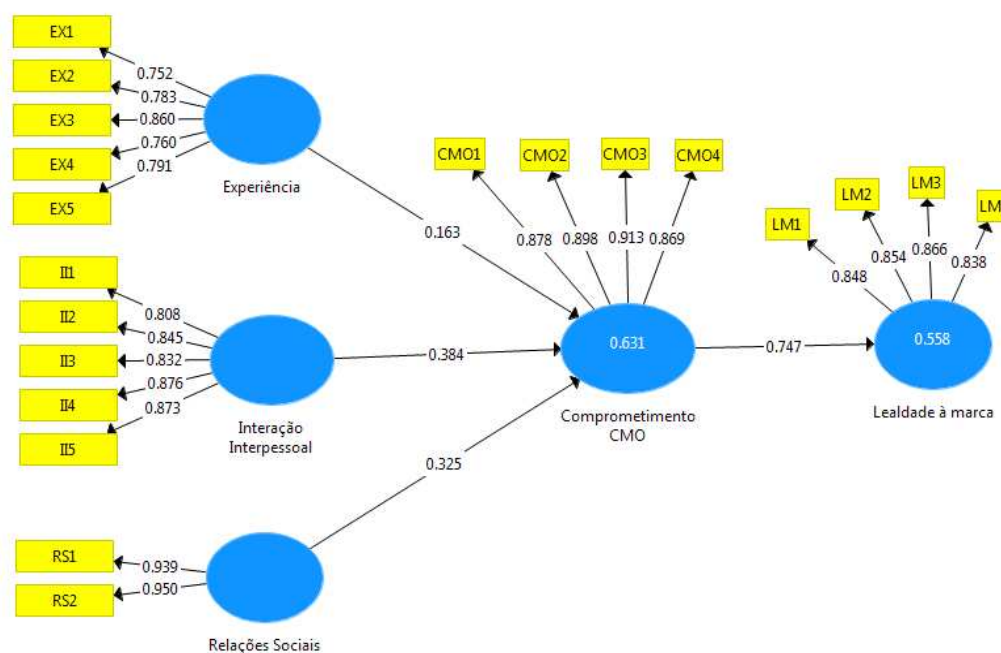 EX1
EX2
EX3
EX4
EX5
0.752
0.783
0.860
0.760
0.791
Experiência
0.163
CMO1
CMO2
CMO3
CMO4
0.878
0.898
0.913
0.869
LM1
LM2
LM3
LM
0.848
0.854
0.866
0.838
II1
II2
II3
II4
II5
0.808
0.845
0.832
0.876
0.873
Interação
Interpessoal
0.384
0.631
Comprometimento
CMO
0.747
0.558
Lealdade à marca
0.325
RS1
RS2
0.939
0.950
Relações Sociais